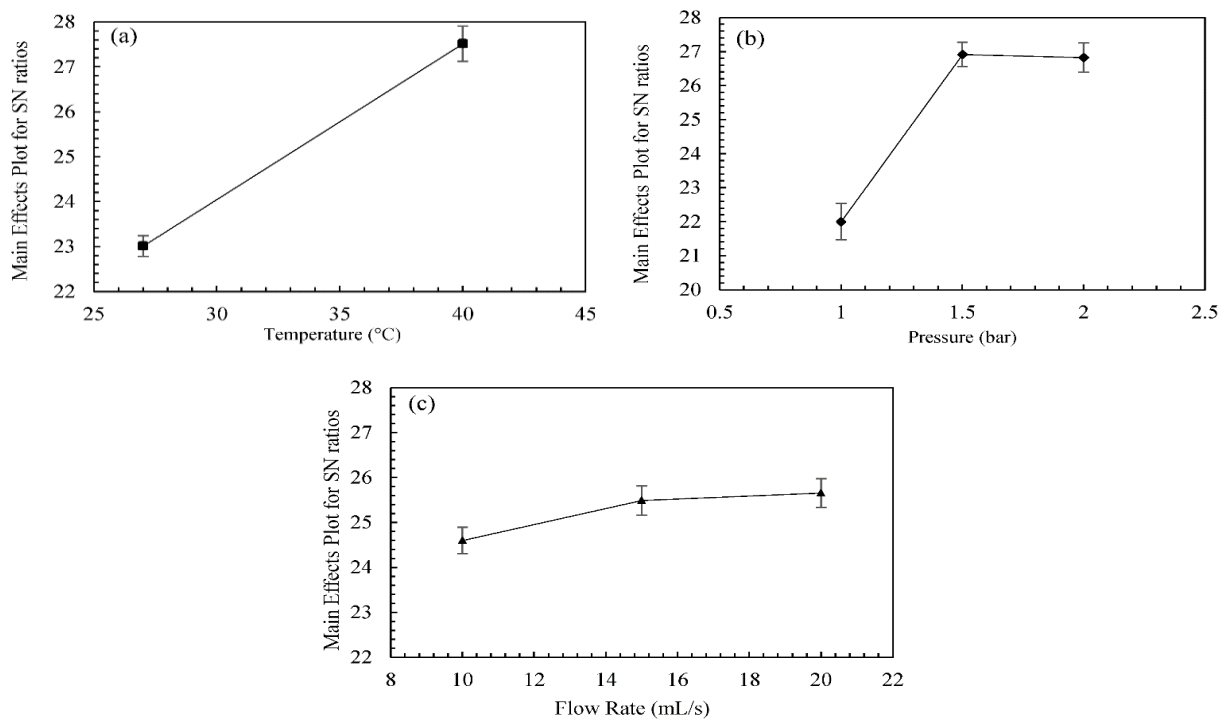 (a)
Main Effects Plot for SN ratios
28
27
26
25
24
23
22
25 30 35 40 45
Temperature (°C)
(b)
Main Effects Plot for SN ratios
28
27
26
25
24
23
22
21
20
0.5 1 1.5 2 2.5
Pressure (bar)
(c)
Main Effects Plot for SN ratios
28
27
26
25
24
23
22
8 10 12 14 16 18 20 22
Flow Rate (mL/s)